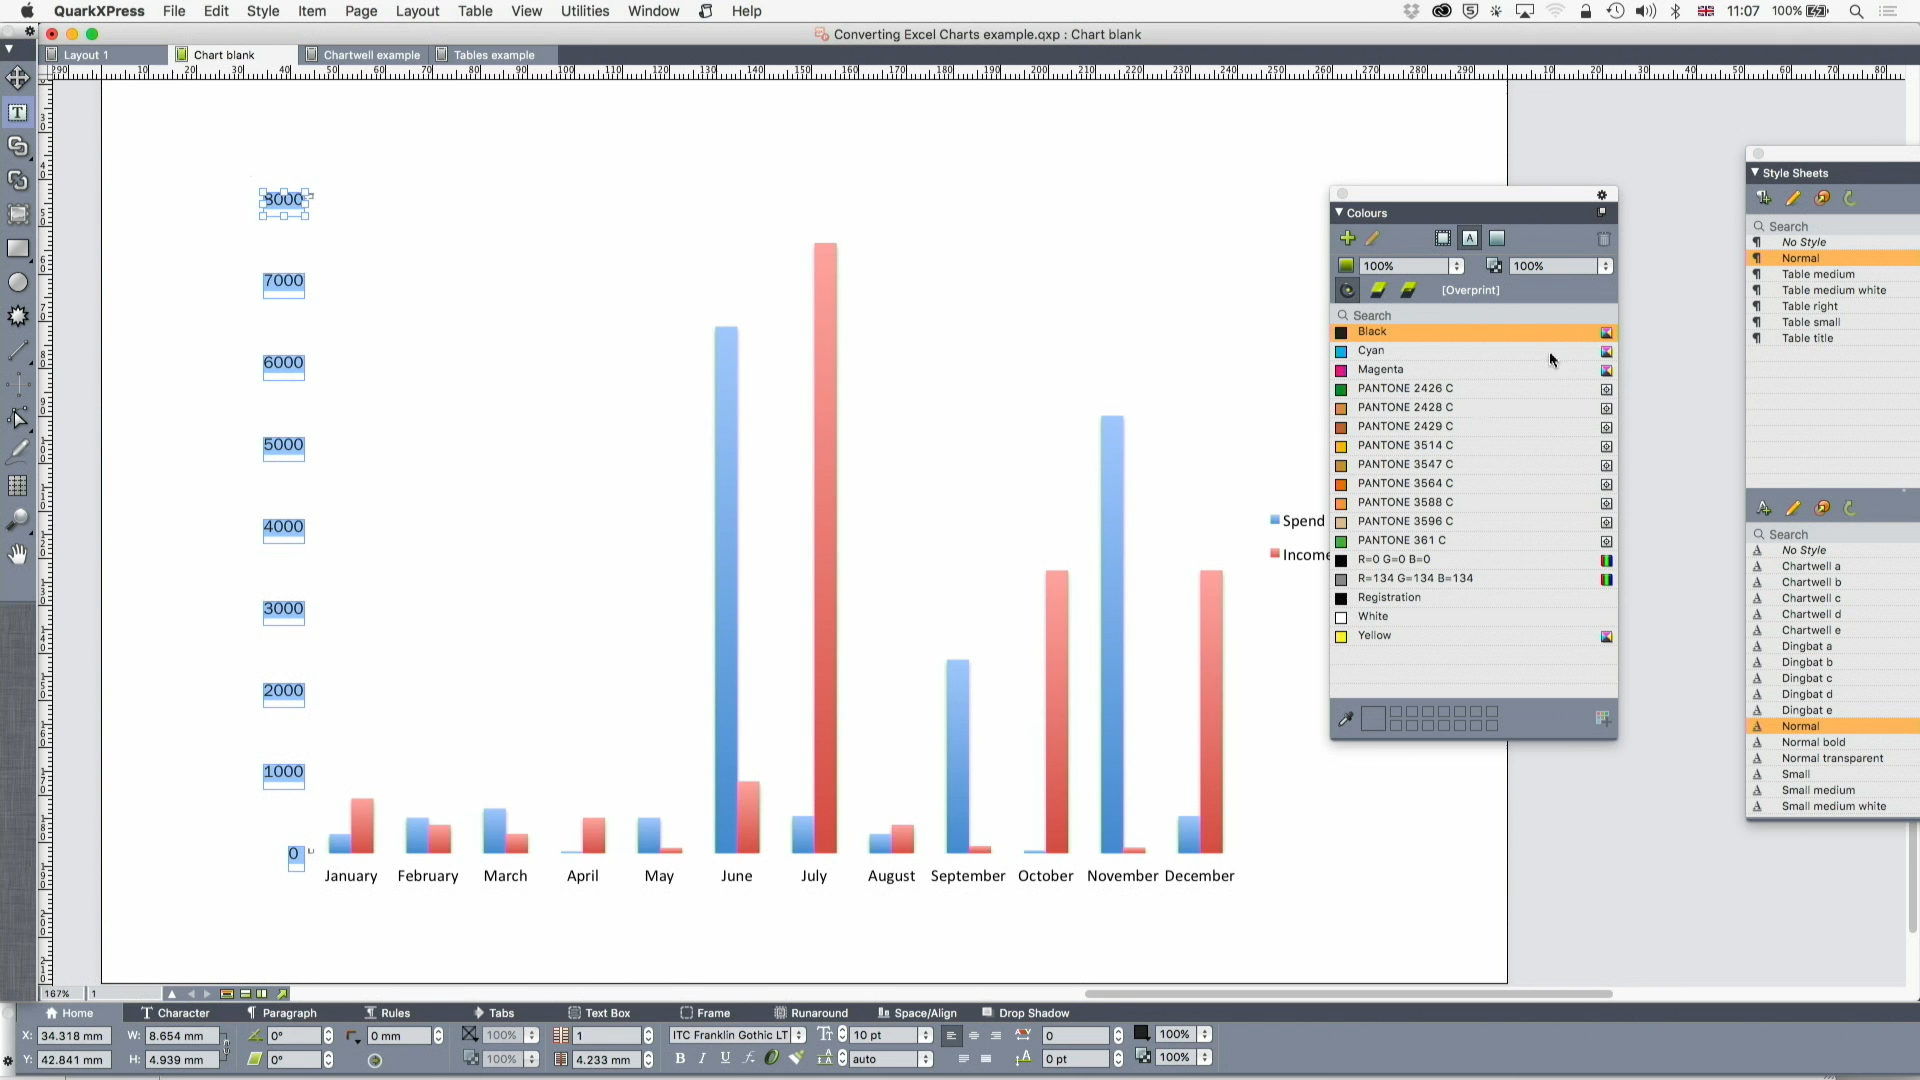 QuarkXPress File Edit Style Item Page Layout Table View Utilities Window Help 11:07 100%
Converting Excel Charts example.qxp : Chart blank
Layout 1 Chart blank Chartwell example Tables example
8000
7000
6000
5000
4000
3000
2000
1000
0
January February March April May June July August September October November December
Spend
Income
Colours
100% 100%
[Overprint]
Search
Black
Cyan
Magenta
PANTONE 2426 C
PANTONE 2428 C
PANTONE 2429 C
PANTONE 3514 C
PANTONE 3547 C
PANTONE 3564 C
PANTONE 3588 C
PANTONE 3596 C
PANTONE 361 C
R=0 G=0 B=0
R=134 G=134 B=134
Registration
White
Yellow
Style Sheets
Search
No Style
Normal
Table medium
Table medium white
Table right
Table small
Table title
Search
No Style
Chartwell a
Chartwell b
Chartwell c
Chartwell d
Chartwell e
Dingbat a
Dingbat b
Dingbat c
Dingbat d
Dingbat e
Normal
Normal bold
Normal transparent
Small
Small medium
Small medium white
167% 1
Home Character Paragraph Rules Tabs Text Box Frame Runaround Space/Align Drop Shadow
X: 34.318 mm W: 8.654 mm 0° 0 mm 100% 1 ITC Franklin Gothic LT 10 pt 0 100%
Y: 42.841 mm H: 4.939 mm 0° 100% 4.233 mm B I U auto 0 pt 100%